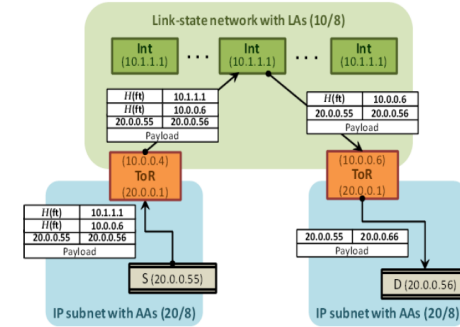 Link-state network with LAs (10/8)
Int Int Int
(10.1.1.1) ... (10.1.1.1) ... (10.1.1.1)
H(ft) 10.1.1.1
H(ft) 10.0.0.6
20.0.0.55 20.0.0.56
Payload
H(ft) 10.0.0.6
20.0.0.55 20.0.0.56
Payload
(10.0.0.4)
ToR
(20.0.0.1)
(10.0.0.6)
ToR
(20.0.0.1)
H(ft) 10.1.1.1
H(ft) 10.0.0.6
20.0.0.55 20.0.0.56
Payload
20.0.0.55 20.0.0.66
Payload
S (20.0.0.55)
D (20.0.0.56)
IP subnet with AAs (20/8)
IP subnet with AAs (20/8)